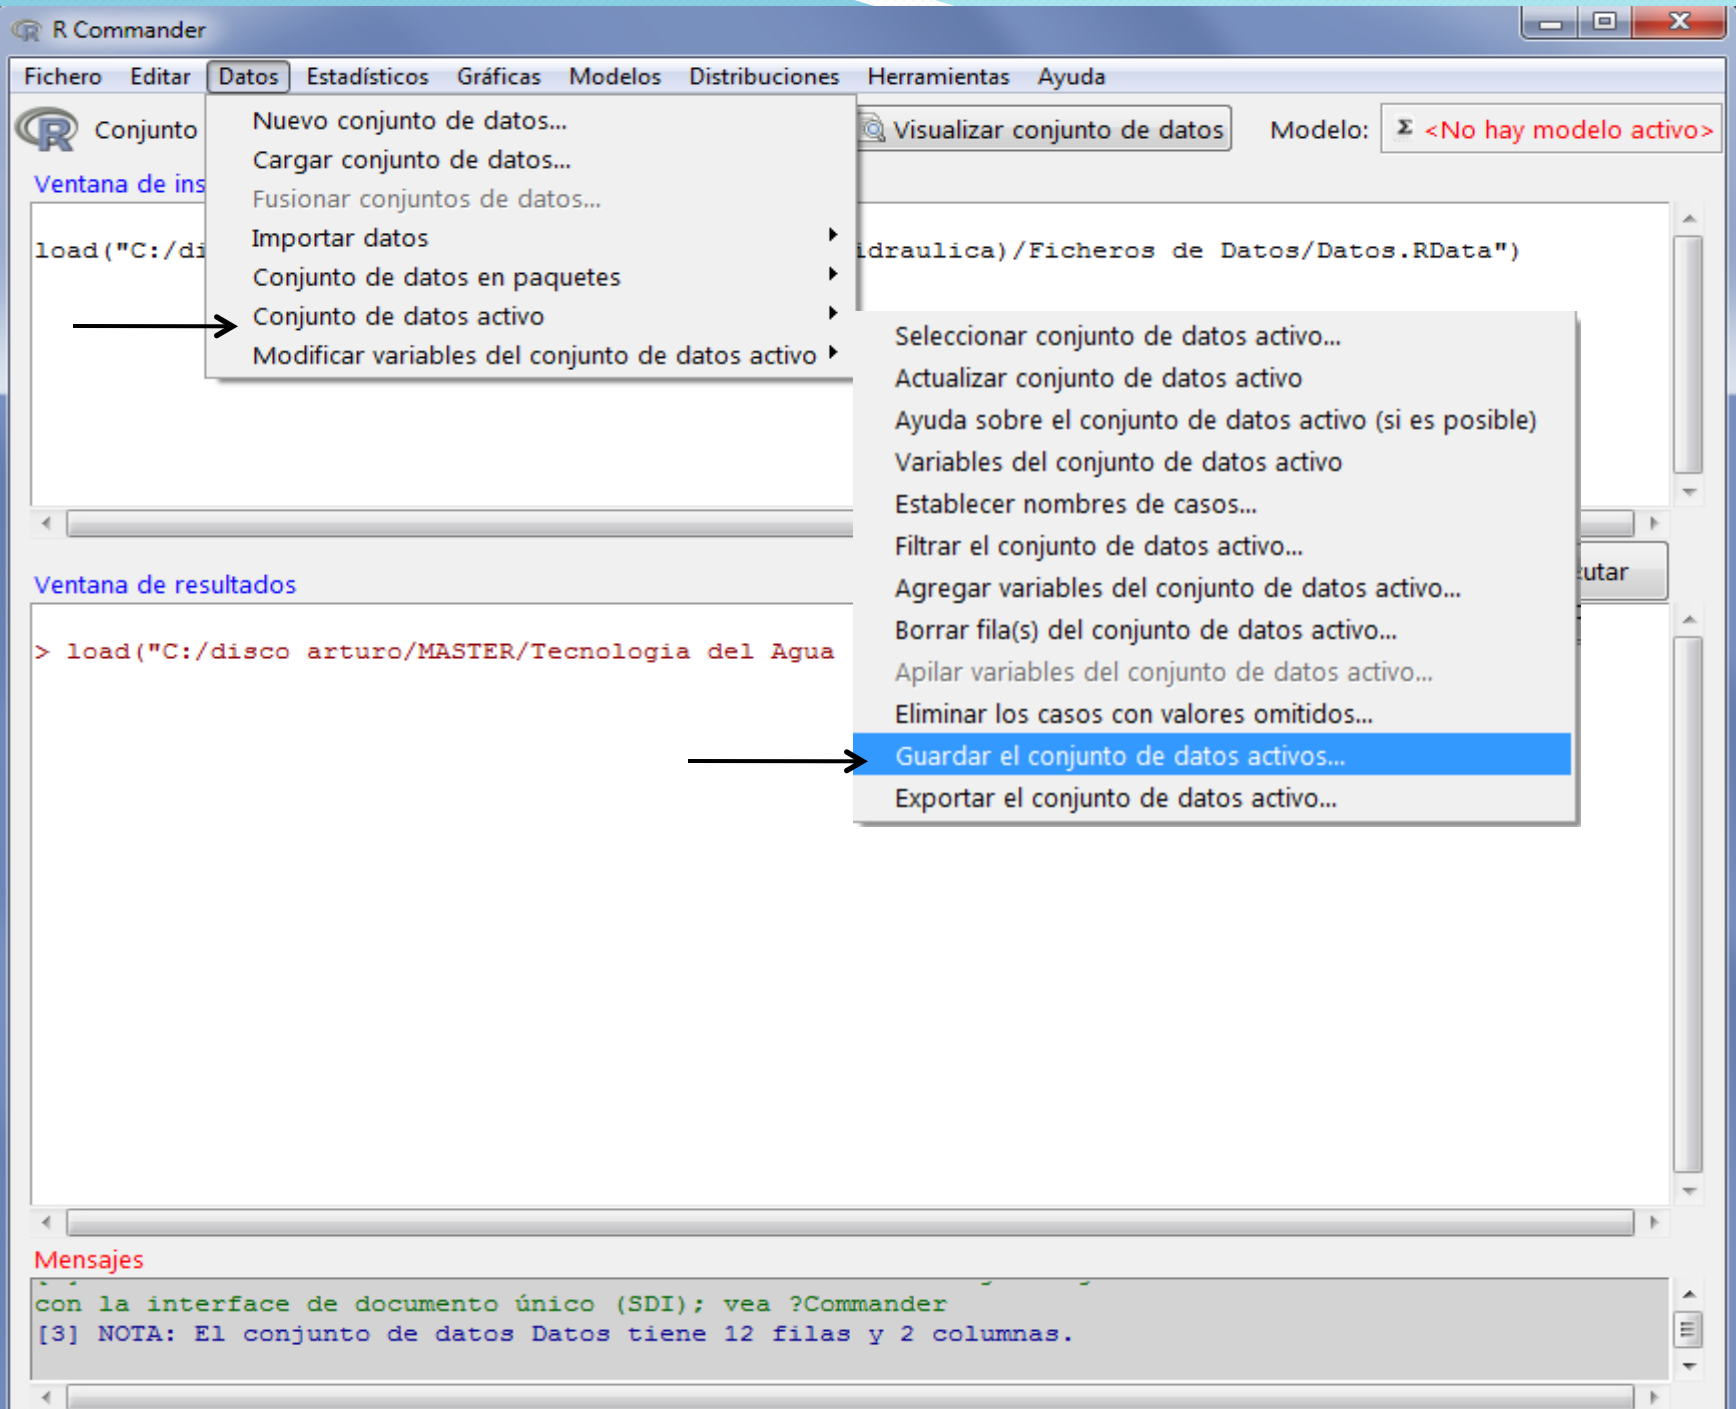 R Commander
Fichero Editar Datos Estadísticos Gráficas Modelos Distribuciones Herramientas Ayuda
Conjunto
Visualizar conjunto de datos
Modelo: Σ <No hay modelo activo>
Nuevo conjunto de datos...
Cargar conjunto de datos...
Fusionar conjuntos de datos...
Importar datos
Conjunto de datos en paquetes
Conjunto de datos activo
Modificar variables del conjunto de datos activo
Ventana de ins
load("C:/di
idraulica)/Ficheros de Datos/Datos.RData")
Seleccionar conjunto de datos activo...
Actualizar conjunto de datos activo
Ayuda sobre el conjunto de datos activo (si es posible)
Variables del conjunto de datos activo
Establecer nombres de casos...
Filtrar el conjunto de datos activo...
Agregar variables del conjunto de datos activo...
Borrar fila(s) del conjunto de datos activo...
Apilar variables del conjunto de datos activo...
Eliminar los casos con valores omitidos...
Guardar el conjunto de datos activos...
Exportar el conjunto de datos activo...
utar
Ventana de resultados
> load("C:/disco arturo/MASTER/Tecnologia del Agua
Mensajes
con la interface de documento único (SDI); vea ?Commander
[3] NOTA: El conjunto de datos Datos tiene 12 filas y 2 columnas.